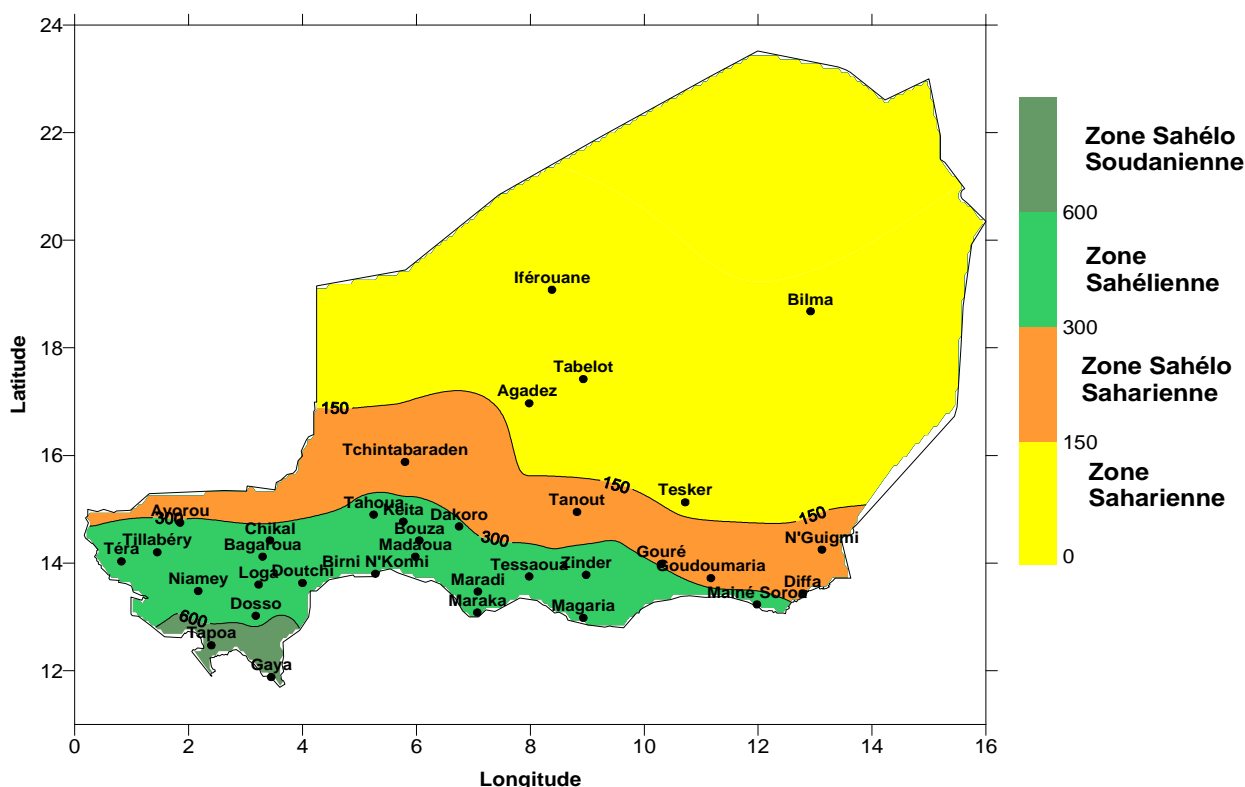 24
22
20
18
16
14
12
Latitude
0
2
4
6
8
10
12
14
16
Longitude
Iférouane
Bilma
Tabelot
Agadez
150
Tchintabaraden
150
Tesker
Tanout
150
N'Guigmi
Ayorou
300
Tahoua
Keita
Dakoro
Chikal
Bouza
300
Tillabéry
Bagaroua
Madaoua
Téra
Birni N'Konni
Gouré
Goudoumaria
Loga
Doutchi
Tessaoua
Zinder
Niamey
Maradi
Diffa
Mainé Soroa
Dosso
Maraka
Magaria
600
Tapoa
Gaya
Zone Sahélo
Soudanienne
600
Zone
Sahélienne
300
Zone Sahélo
Saharienne
150
Zone
Saharienne
0